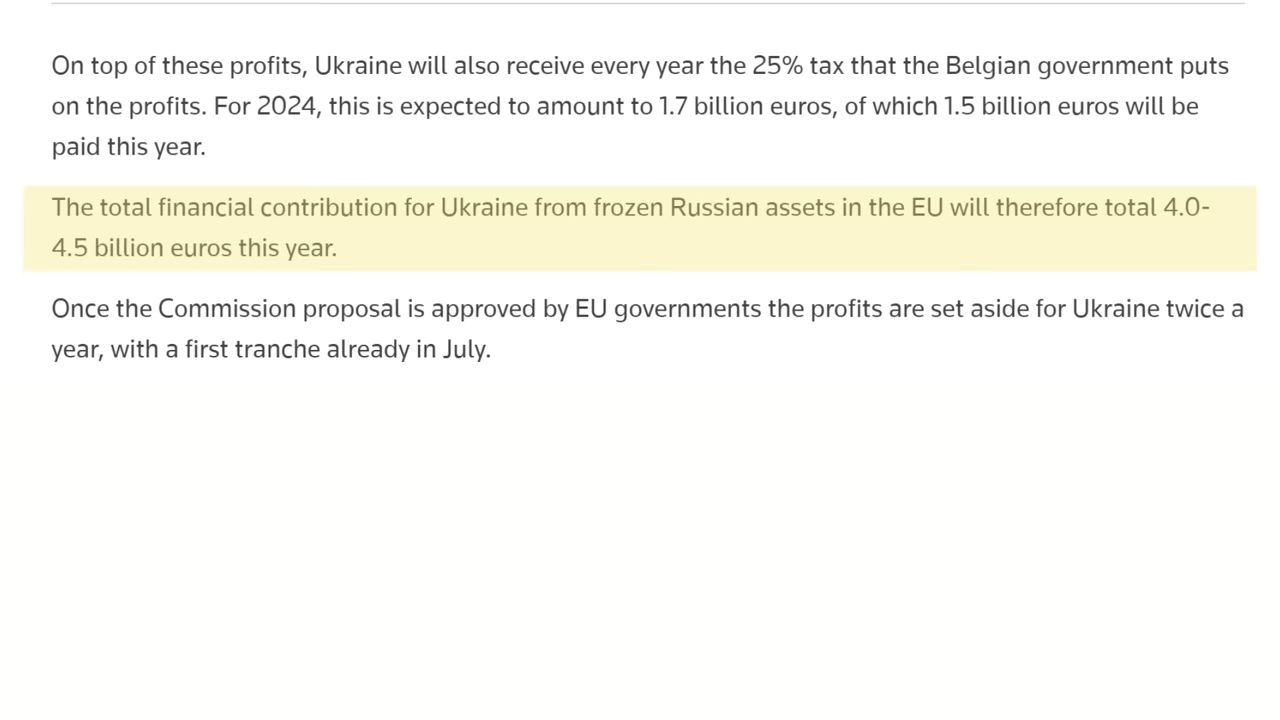 On top of these profits, Ukraine will also receive every year the 25% tax that the Belgian government puts
on the profits. For 2024, this is expected to amount to 1.7 billion euros, of which 1.5 billion euros will be
paid this year.
The total financial contribution for Ukraine from frozen Russian assets in the EU will therefore total 4.0-
4.5 billion euros this year.
Once the Commission proposal is approved by EU governments the profits are set aside for Ukraine twice a
year, with a first tranche already in July.